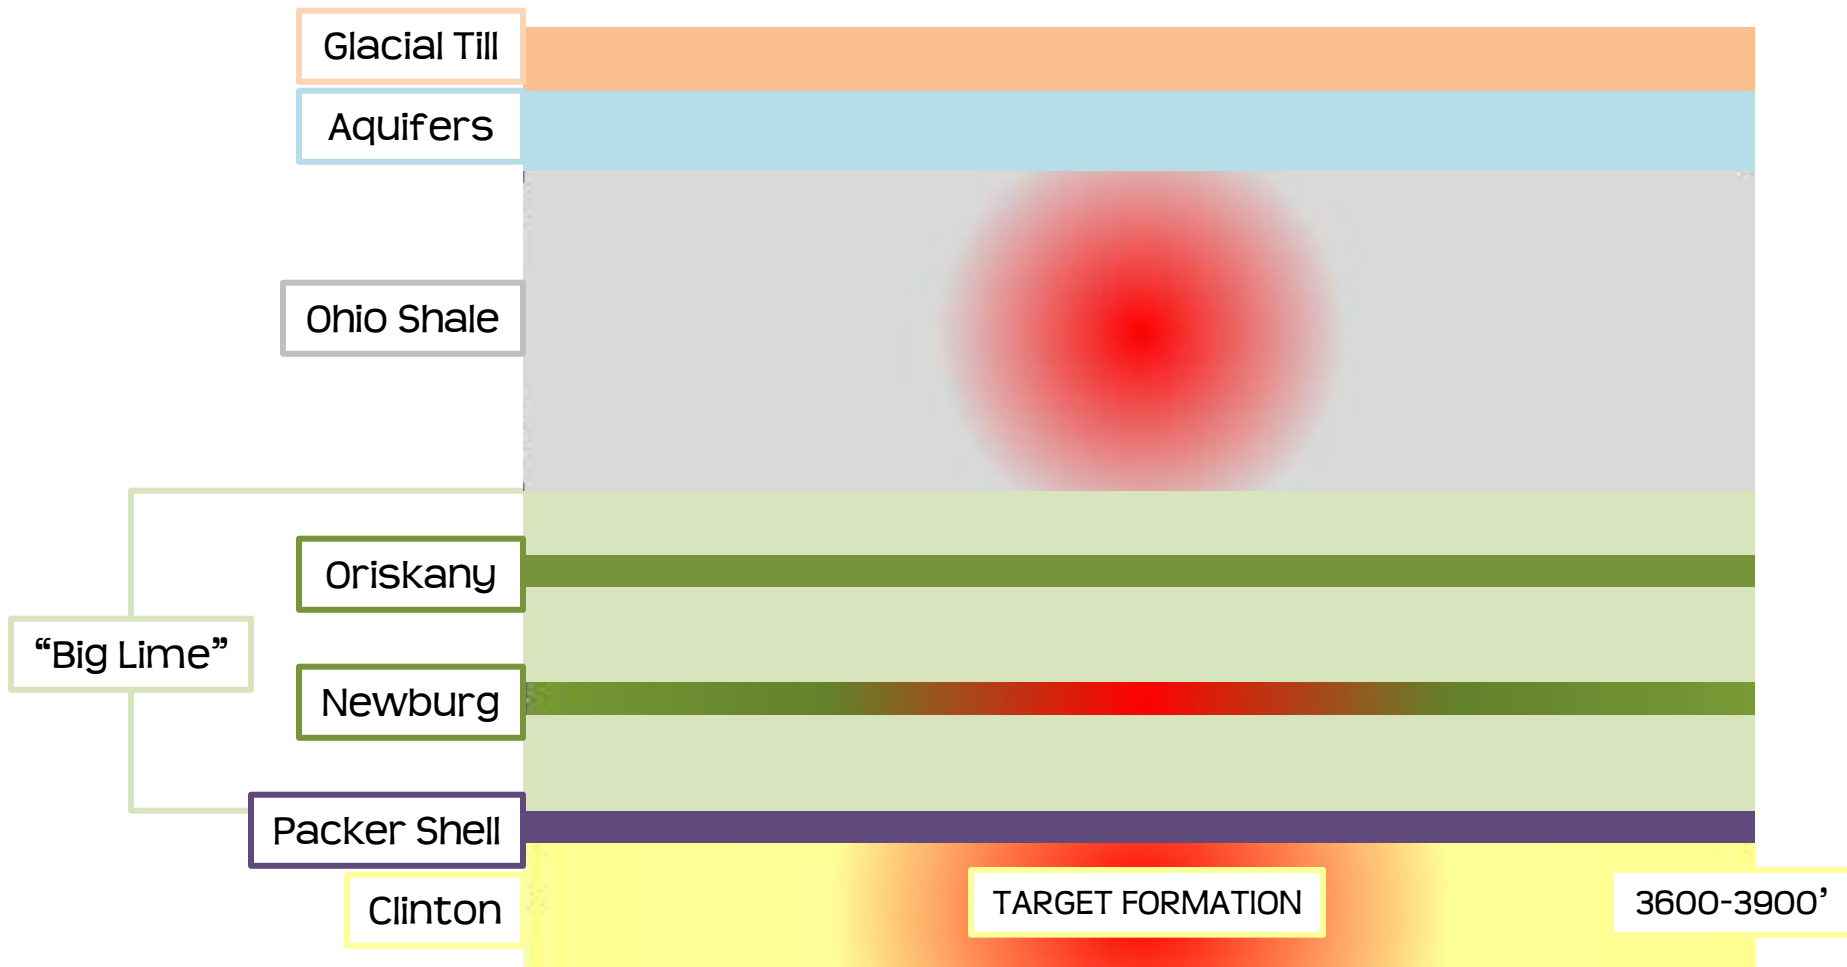 Glacial Till
Aquifers
Ohio Shale
Oriskany
“Big Lime”
Newburg
Packer Shell
Clinton
TARGET FORMATION
3600-3900’